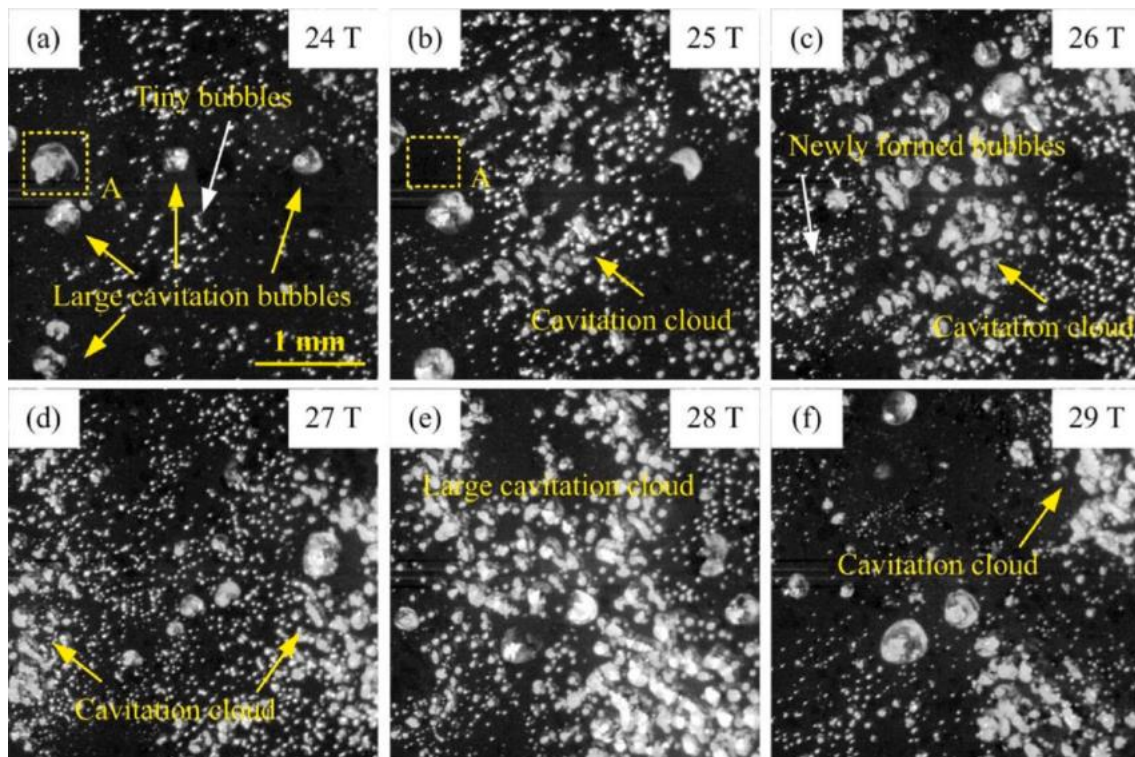 (a)
24 T
Tiny bubbles
A
Large cavitation bubbles
1 mm
(b)
25 T
A
Cavitation cloud
(c)
26 T
Newly formed bubbles
Cavitation cloud
(d)
27 T
Cavitation cloud
(e)
28 T
Large cavitation cloud
(f)
29 T
Cavitation cloud